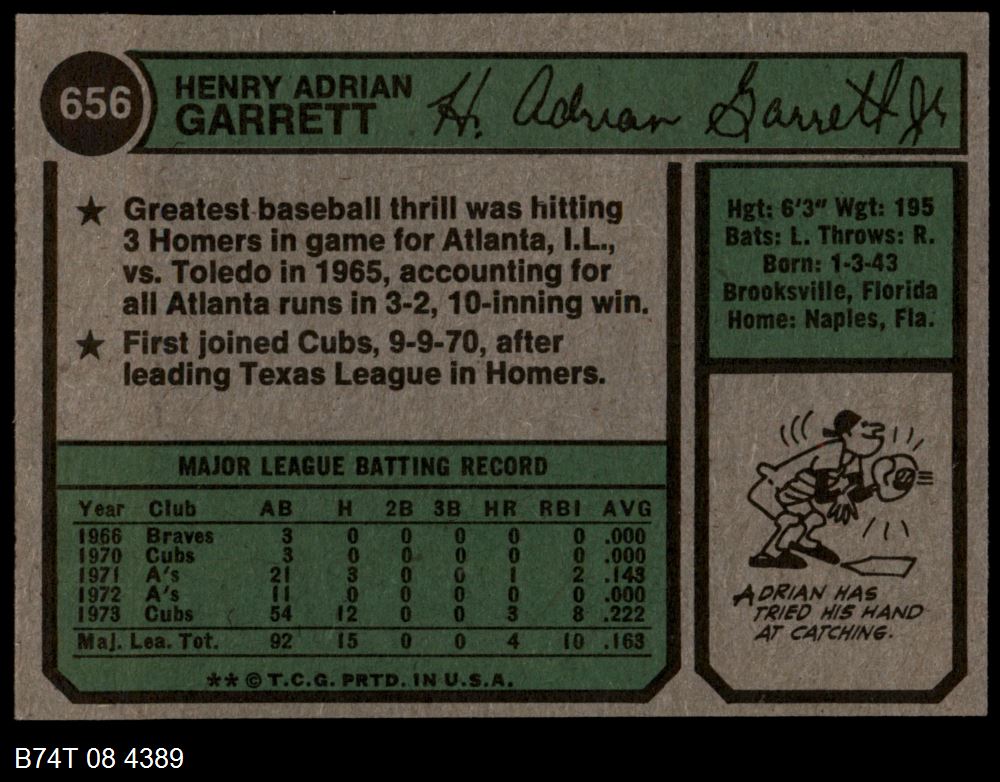 656
HENRY ADRIAN
GARRETT
H. Adrian Garrett Jr
★ Greatest baseball thrill was hitting
3 Homers in game for Atlanta, I.L.,
vs. Toledo in 1965, accounting for
all Atlanta runs in 3-2, 10-inning win.
★ First joined Cubs, 9-9-70, after
leading Texas League in Homers.
Hgt: 6'3" Wgt: 195
Bats: L. Throws: R.
Born: 1-3-43
Brooksville, Florida
Home: Naples, Fla.
MAJOR LEAGUE BATTING RECORD
Year Club AB H 2B 3B HR RBI AVG
1966 Braves 3 0 0 0 0 0 .000
1970 Cubs 3 0 0 0 0 0 .000
1971 A's 21 3 0 0 1 2 .143
1972 A's 11 0 0 0 0 0 .000
1973 Cubs 54 12 0 0 3 8 .222
Maj. Lea. Tot. 92 15 0 0 4 10 .163
** © T.C.G. PRTD. IN U.S.A.
ADRIAN HAS
TRIED HIS HAND
AT CATCHING.
B74T 08 4389